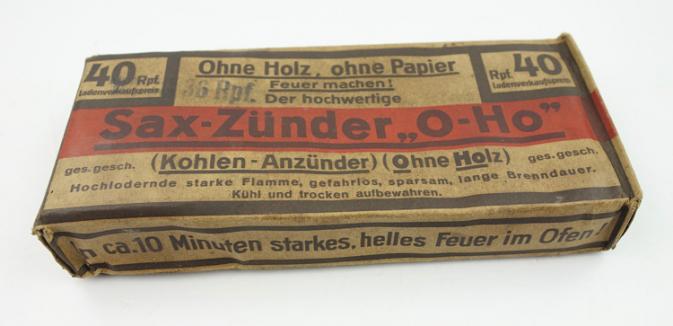 40 Rpf.
Ladenverkaufspreis
Ohne Holz, ohne Papier
Feuer machen!
36 Rpf.
Der hochwertige
Rpf. 40
Ladenverkaufspreis
Sax-Zünder „O-Ho”
ges. gesch. (Kohlen-Anzünder) (Ohne Holz) ges. gesch.
Hochlodernde starke Flamme, gefahrlos, sparsam, lange Brenndauer.
Kühl und trocken aufbewahren.
n ca. 10 Minuten starkes, helles Feuer im Ofen!